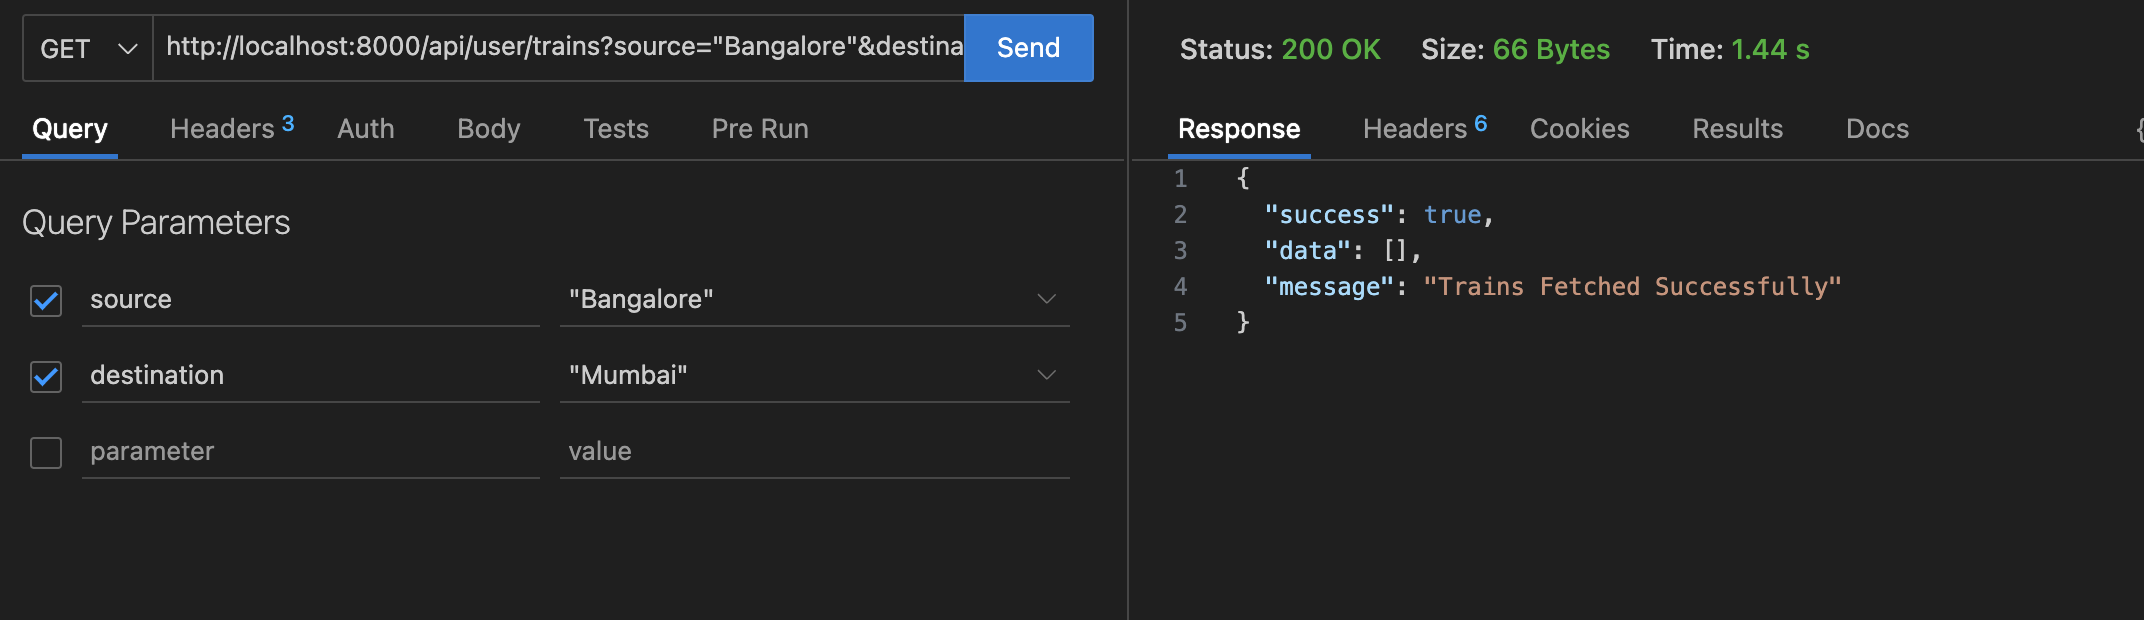 GET http://localhost:8000/api/user/trains?source="Bangalore"&destina Send
Query Headers 3 Auth Body Tests Pre Run
Query Parameters
source "Bangalore"
destination "Mumbai"
parameter value
Status: 200 OK Size: 66 Bytes Time: 1.44 s
Response Headers 6 Cookies Results Docs {
1 {
2 "success": true,
3 "data": [],
4 "message": "Trains Fetched Successfully"
5 }